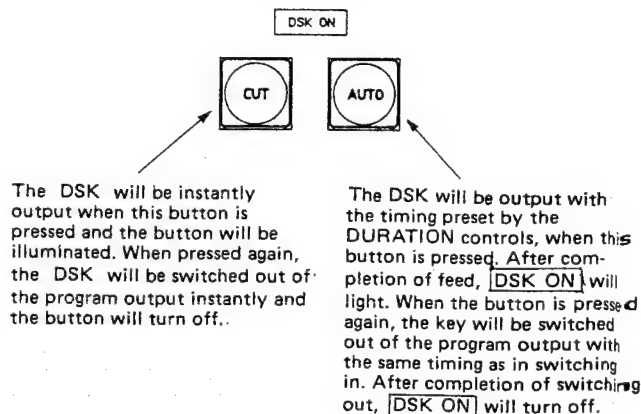 DSK ON
CUT
AUTO
The DSK will be instantly
output when this button is
pressed and the button will be
illuminated. When pressed again,
the DSK will be switched out of
the program output instantly and
the button will turn off..
The DSK will be output with
the timing preset by the
DURATION controls, when this
button is pressed. After com-
pletion of feed, DSK ON will
light. When the button is pressed
again, the key will be switched
out of the program output with
the same timing as in switching
in. After completion of switching
out, DSK ON will turn off.